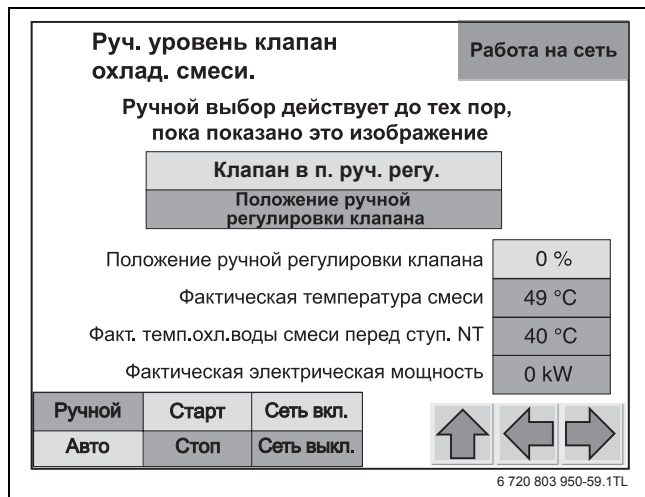 Руч. уровень клапан
охлад. смеси.
Работа на сеть
Ручной выбор действует до тех пор,
пока показано это изображение
Клапан в п. руч. регу.
Положение ручной
регулировки клапана
Положение ручной регулировки клапана 0 %
Фактическая температура смеси 49 °C
Факт. темп.охл.воды смеси перед ступ. NT 40 °C
Фактическая электрическая мощность 0 kW
Ручной Старт Сеть вкл.
Авто Стоп Сеть выкл.
6 720 803 950-59.1TL